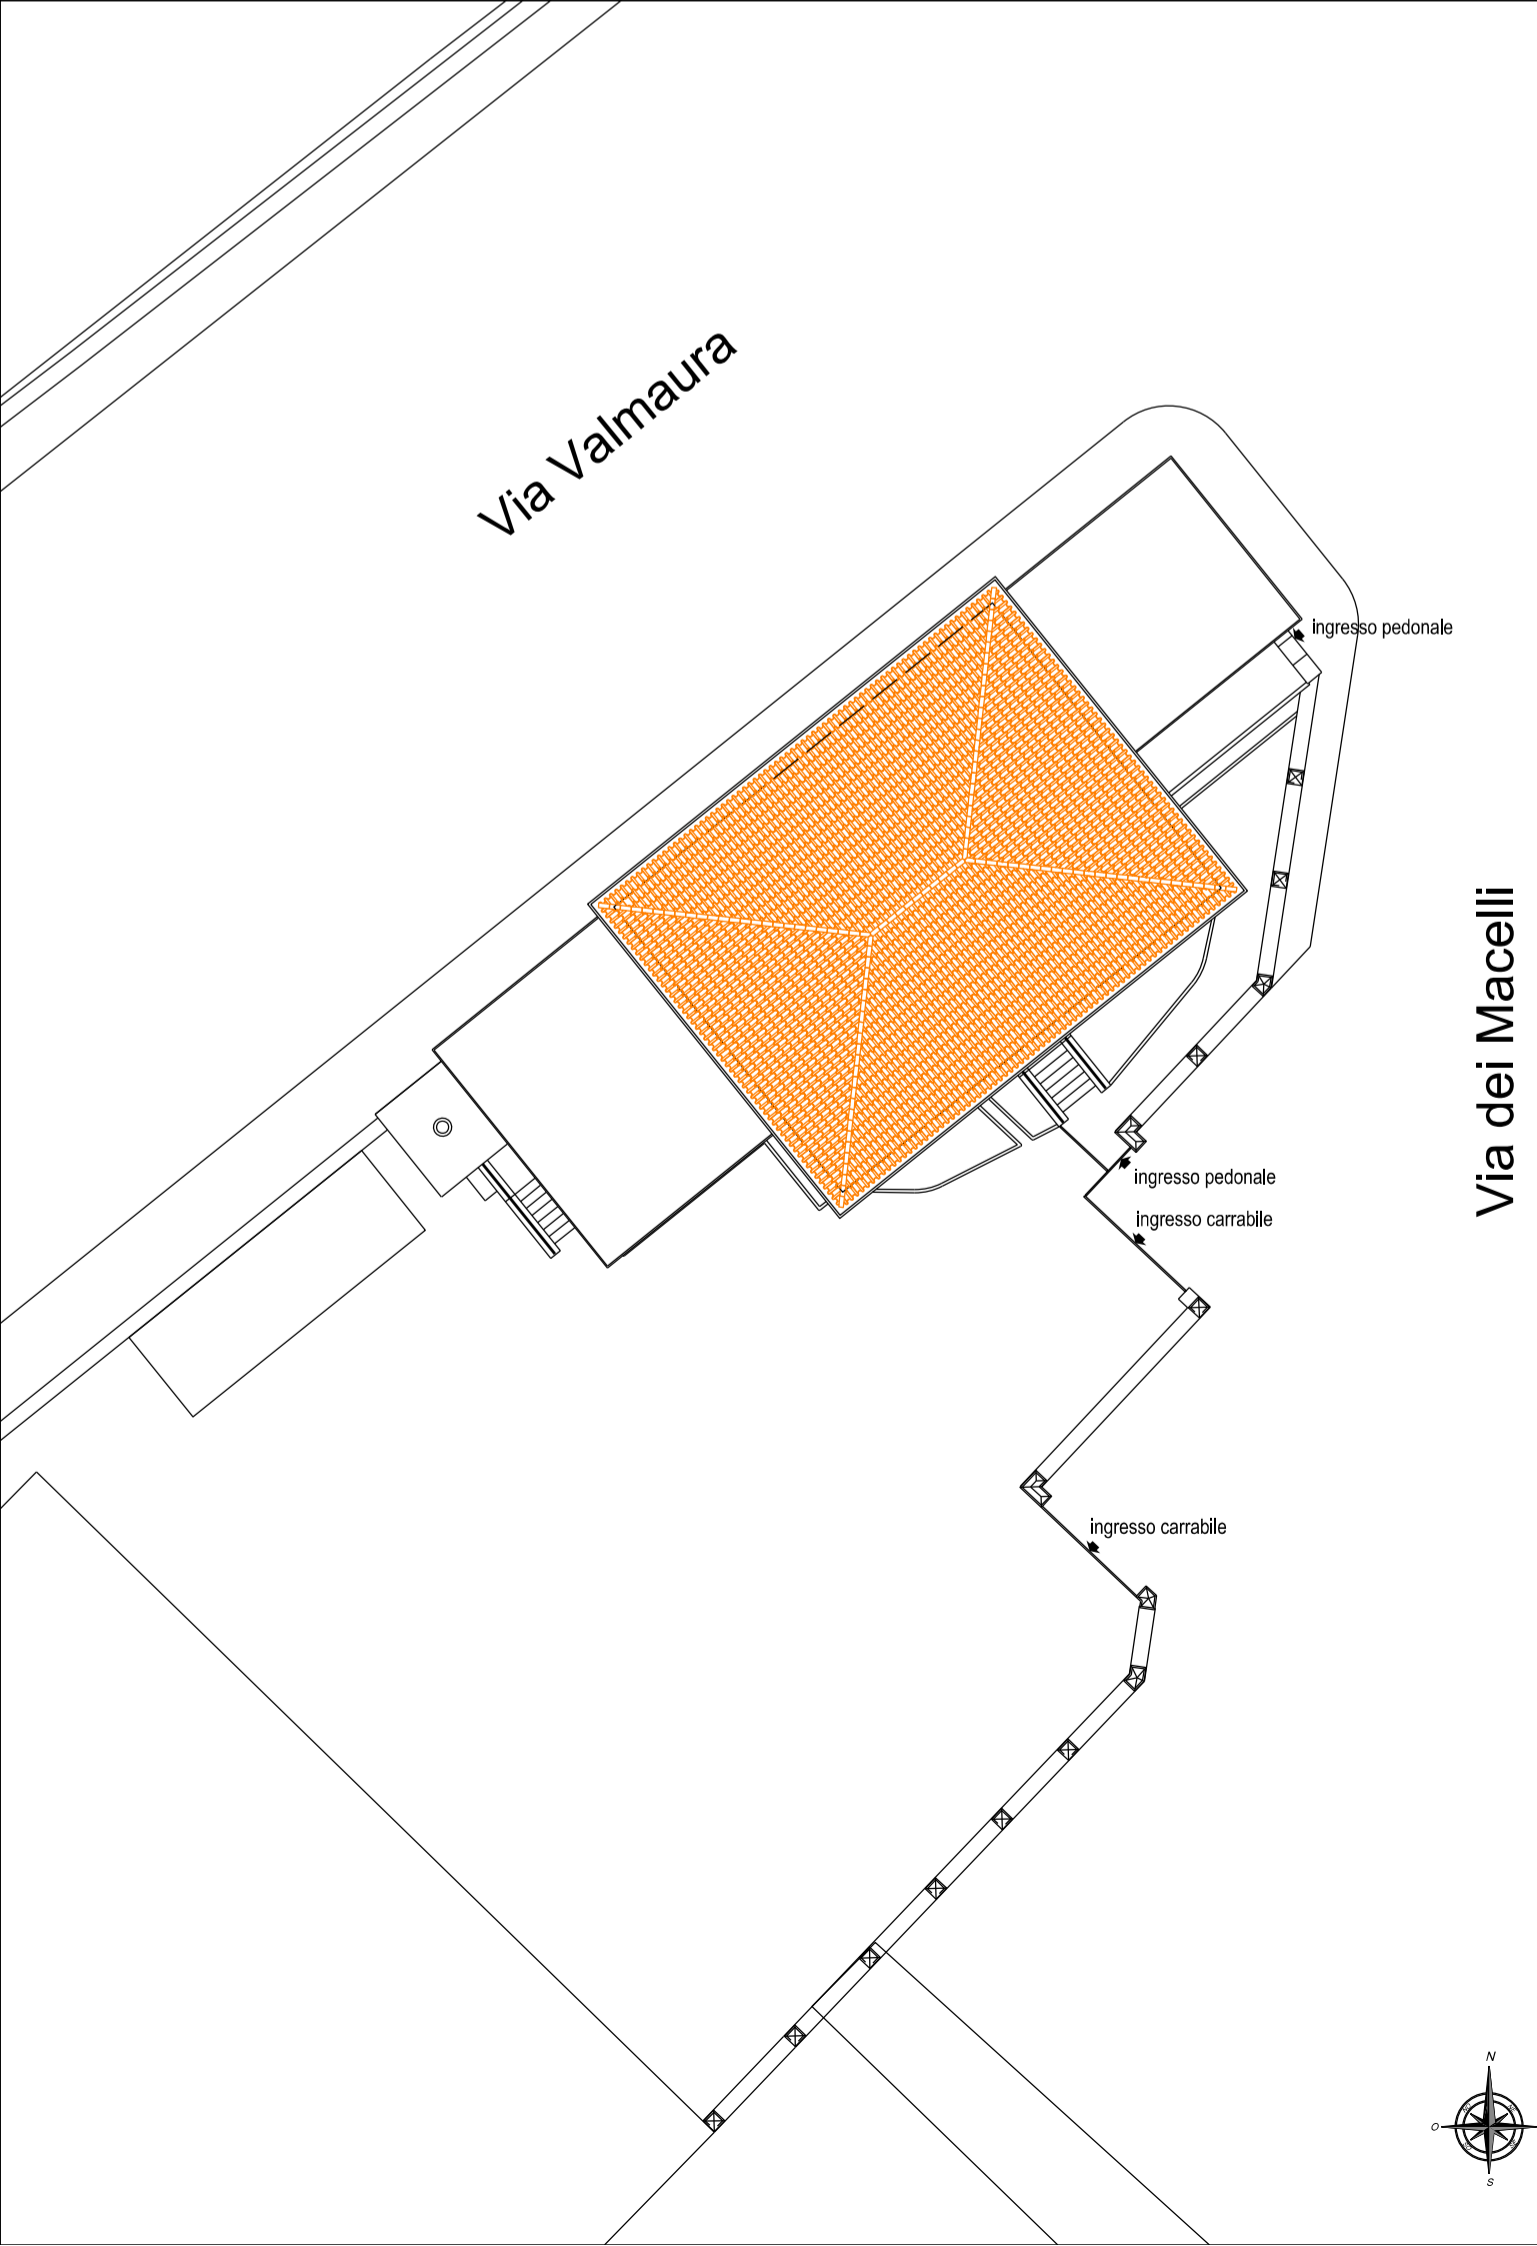 Via Valmaura
ingresso pedonale
Via dei Macelli
ingresso pedonale
ingresso carrabile
ingresso carrabile
N
O
S